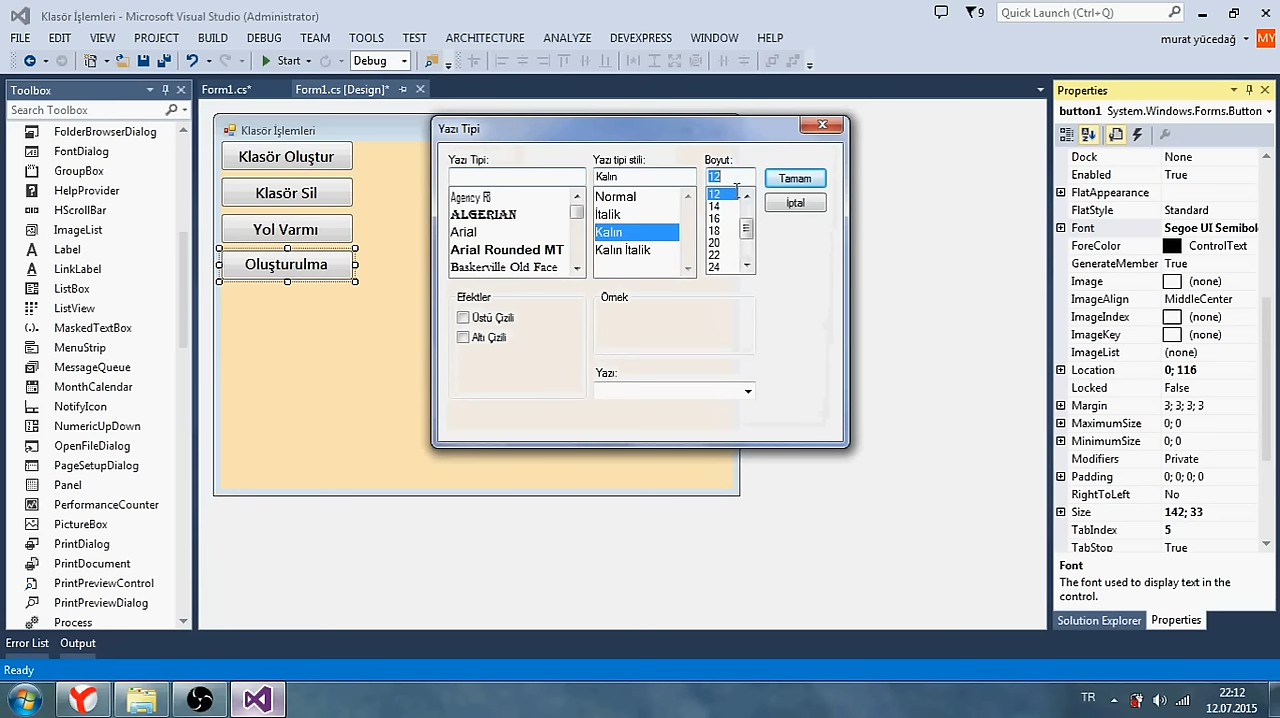 Klasör İşlemleri - Microsoft Visual Studio (Administrator)
9
Quick Launch (Ctrl+Q)
FILE EDIT VIEW PROJECT BUILD DEBUG TEAM TOOLS TEST ARCHITECTURE ANALYZE DEVEXPRESS WINDOW HELP
murat yücedağ
MY
Start
Debug
Toolbox
Search Toolbox
FolderBrowserDialog
FontDialog
GroupBox
HelpProvider
HScrollBar
ImageList
Label
LinkLabel
ListBox
ListView
MaskedTextBox
MenuStrip
MessageQueue
MonthCalendar
NotifyIcon
NumericUpDown
OpenFileDialog
PageSetupDialog
Panel
PerformanceCounter
PictureBox
PrintDialog
PrintDocument
PrintPreviewControl
PrintPreviewDialog
Process
Form1.cs*
Form1.cs [Design]*
Klasör İşlemleri
Klasör Oluştur
Klasör Sil
Yol Varmı
Oluşturulma
Yazı Tipi
Yazı Tipi:
Agency FB
ALGERIAN
Arial
Arial Rounded MT
Baskerville Old Face
Yazı tipi stili:
Kalın
Normal
İtalik
Kalın
Kalın İtalik
Boyut:
12
12
14
16
18
20
22
24
Tamam
İptal
Efektler
Üstü Çizili
Altı Çizili
Örnek
Yazı:
Properties
button1 System.Windows.Forms.Button
Dock None
Enabled True
FlatAppearance
FlatStyle Standard
Font Segoe UI Semibol
ForeColor ControlText
GenerateMember True
Image (none)
ImageAlign MiddleCenter
ImageIndex (none)
ImageKey (none)
ImageList (none)
Location 0; 116
Locked False
Margin 3; 3; 3; 3
MaximumSize 0; 0
MinimumSize 0; 0
Modifiers Private
Padding 0; 0; 0; 0
RightToLeft No
Size 142; 33
TabIndex 5
TabStop True
Font
The font used to display text in the
control.
Solution Explorer
Properties
Error List Output
Ready
TR
22:12
12.07.2015